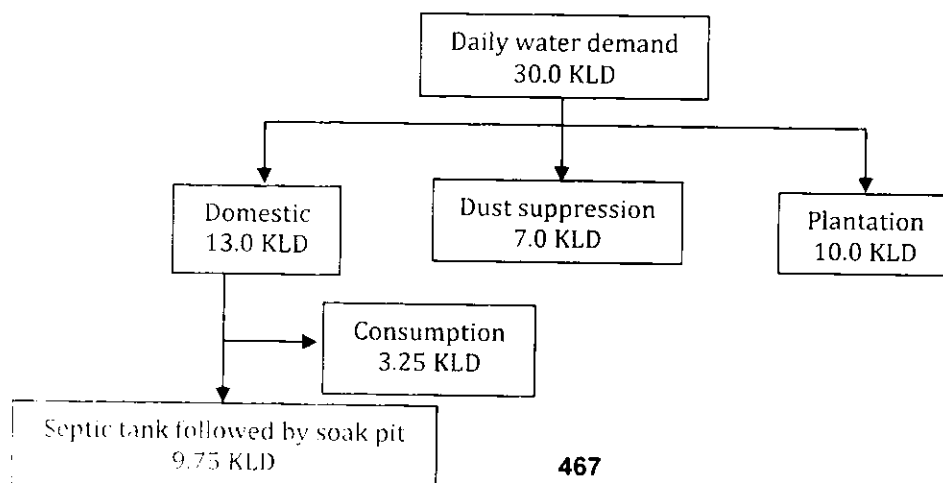 Daily water demand
30.0 KLD
Domestic
13.0 KLD
Dust suppression
7.0 KLD
Plantation
10.0 KLD
Consumption
3.25 KLD
Septic tank followed by soak pit
9.75 KLD
467